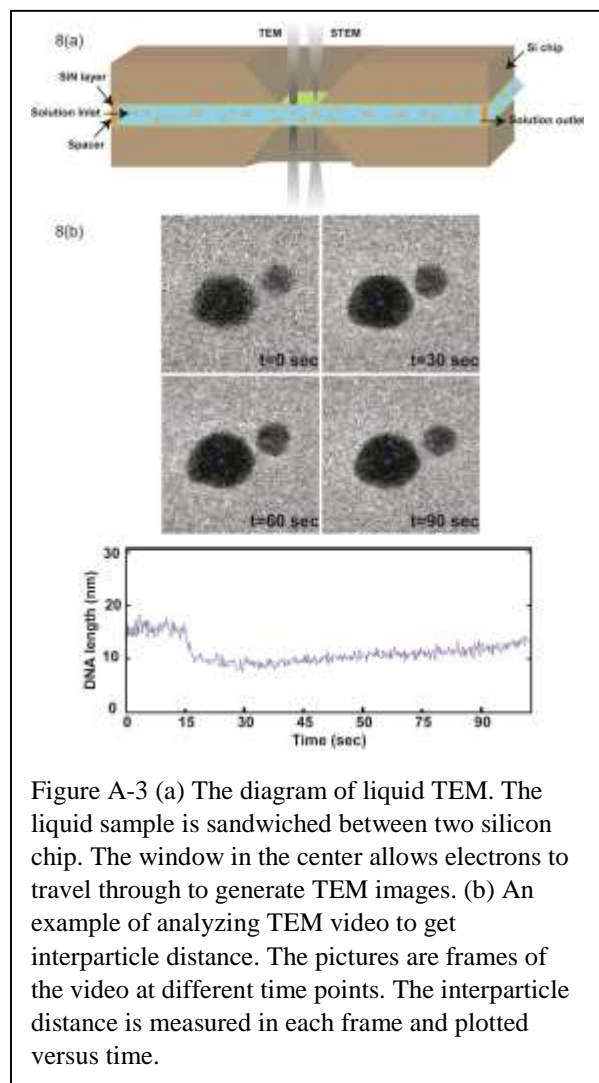 8(a)
TEM
STEM
Si chip
SiN layer
Solution Inlet
Solution outlet
Spacer
8(b)
t=0 sec
t=30 sec
t=60 sec
t=90 sec
30
20
10
0
DNA length (nm)
0 15 30 45 60 75 90
Time (sec)
Figure A-3 (a) The diagram of liquid TEM. The
liquid sample is sandwiched between two silicon
chip. The window in the center allows electrons to
travel through to generate TEM images. (b) An
example of analyzing TEM video to get
interparticle distance. The pictures are frames of
the video at different time points. The interparticle
distance is measured in each frame and plotted
versus time.